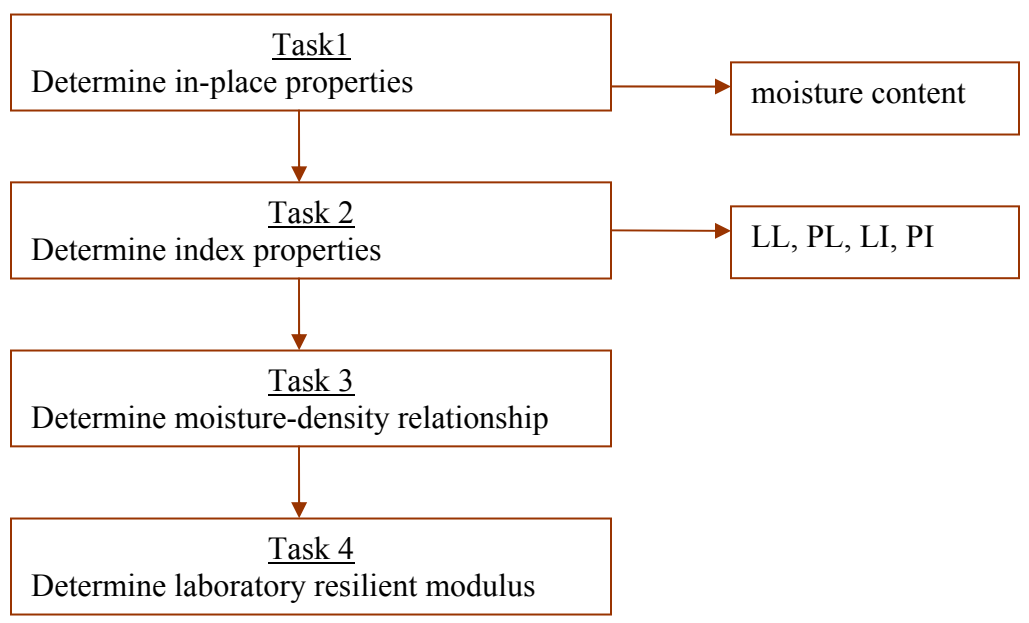 Task1
Determine in-place properties
moisture content
Task 2
Determine index properties
LL, PL, LI, PI
Task 3
Determine moisture-density relationship
Task 4
Determine laboratory resilient modulus